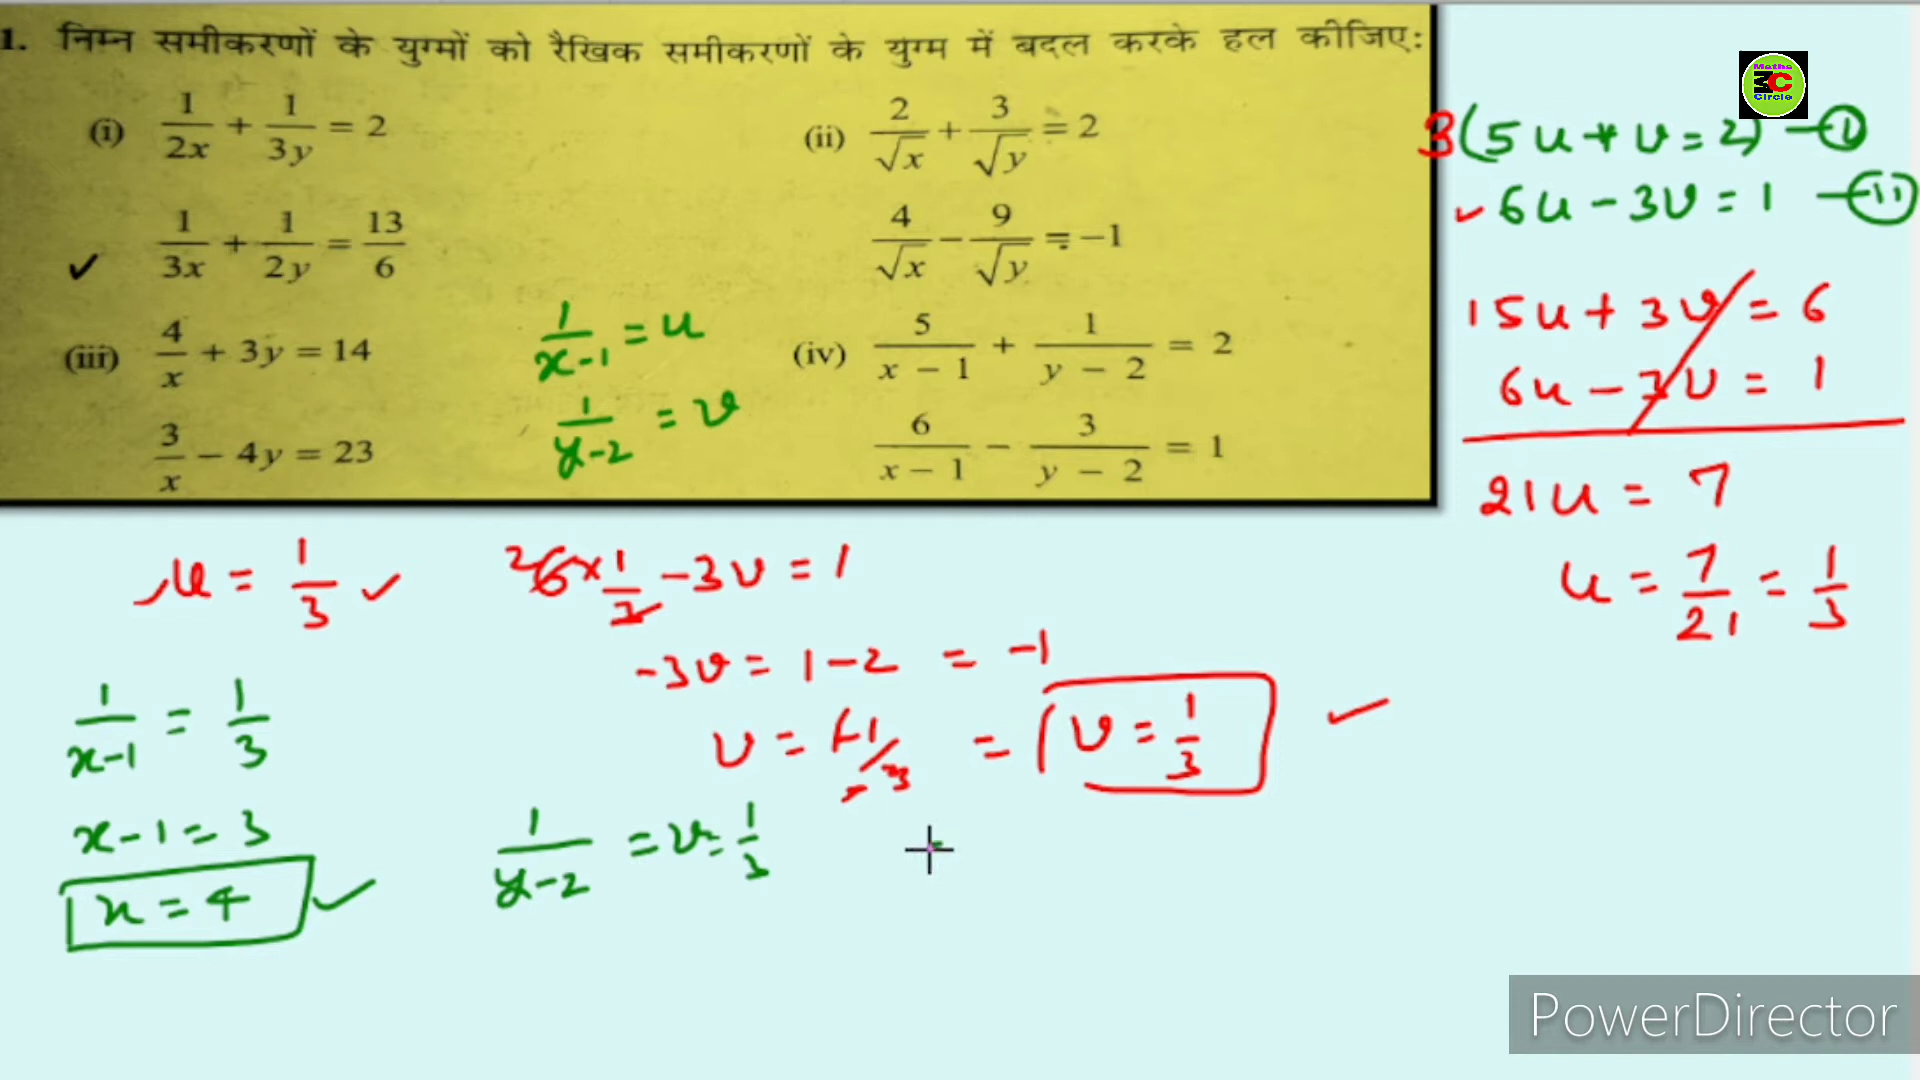 1. निम्न समीकरणों के युग्मों को रैखिक समीकरणों के युग्म में बदल करके हल कीजिए:
(i) 1/2x + 1/3y = 2
1/3x + 1/2y = 13/6
(ii) 2/√x + 3/√y = 2
4/√x − 9/√y = −1
(iii) 4/x + 3y = 14
3/x − 4y = 23
1/x-1 = u
1/y-2 = v
(iv) 5/x − 1 + 1/y − 2 = 2
6/x − 1 − 3/y − 2 = 1
Maths
3C
Circle
3(5u + v = 2) —(i)
6u - 3v = 1 —(ii)
15u + 3v = 6
6u - 3v = 1
21u = 7
u = 7/21 = 1/3
u = 1/3
1/x-1 = 1/3
x-1 = 3
x = 4
26×1/3 - 3v = 1
-3v = 1-2 = -1
v = -1/-3 = v = 1/3
1/y-2 = v = 1/3
=
PowerDirector